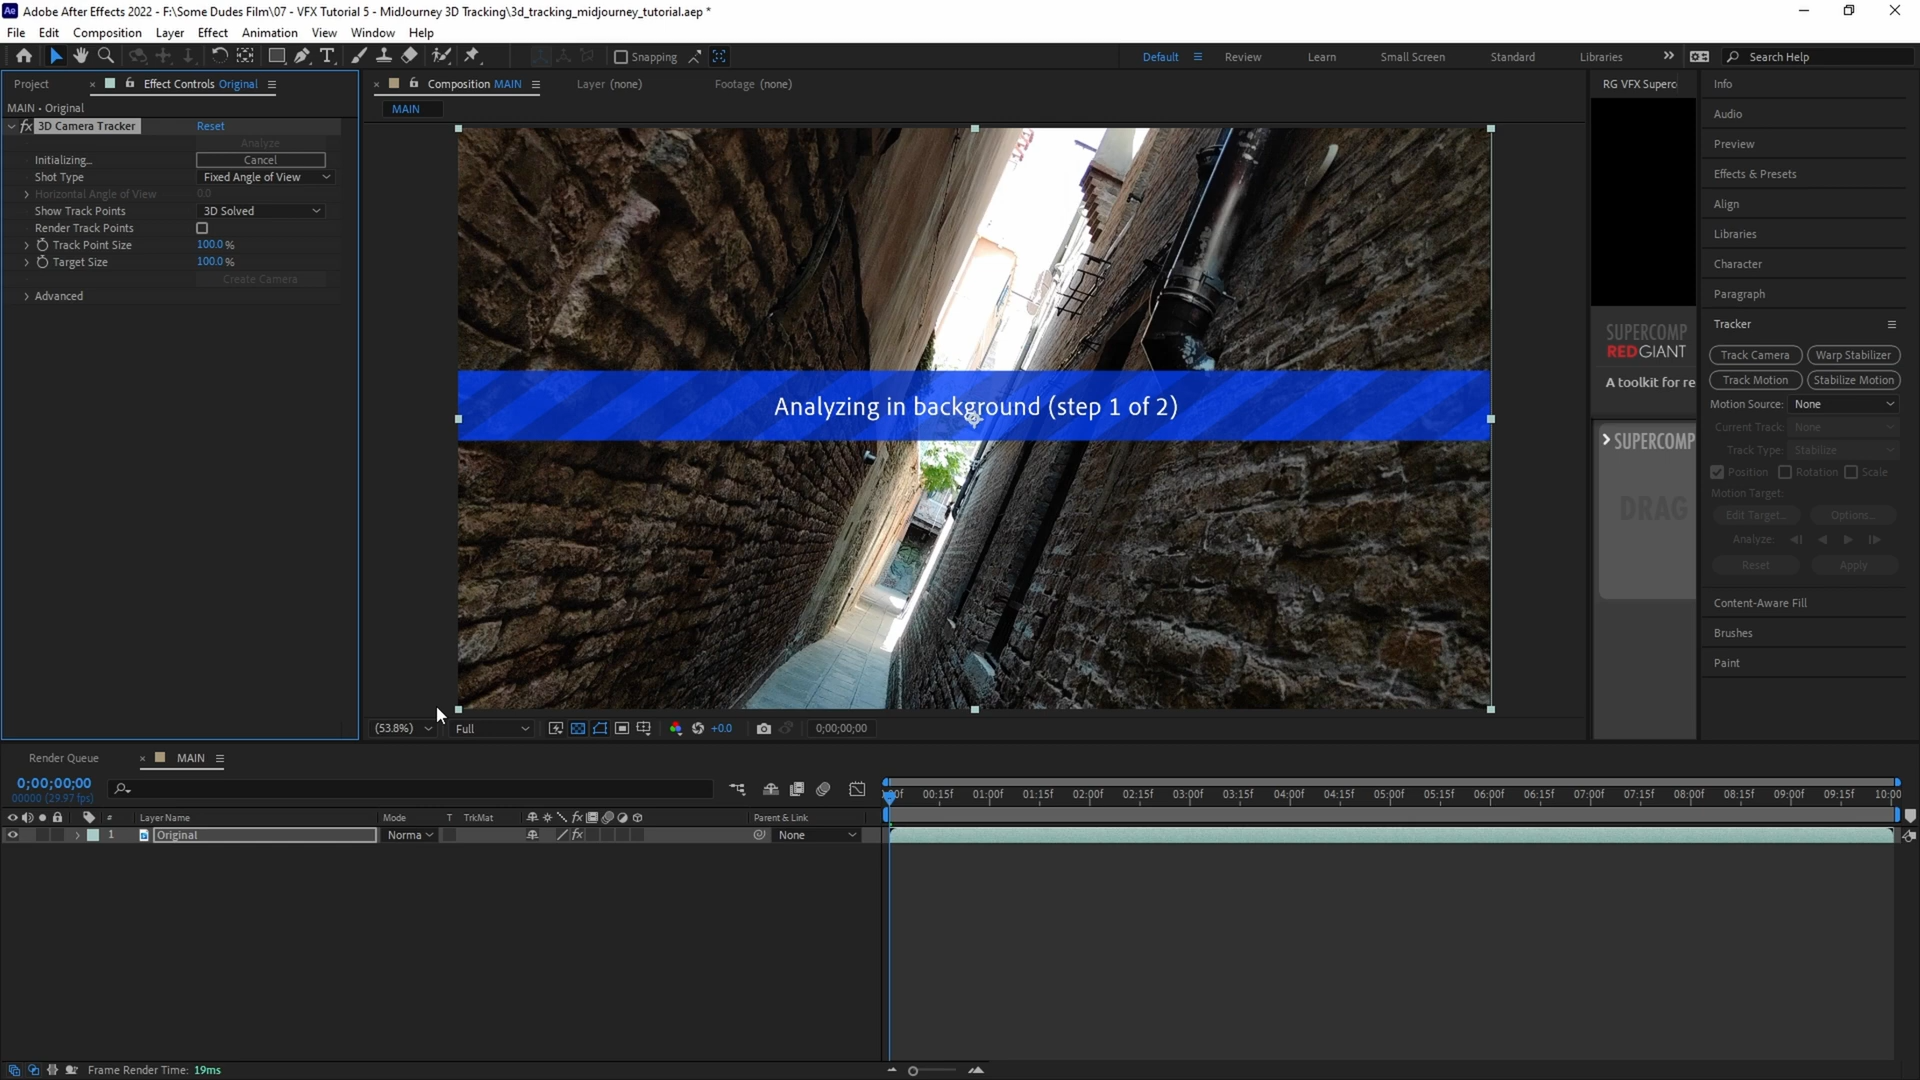 Adobe After Effects 2022 - F:\Some Dudes Film\07 - VFX Tutorial 5 - MidJourney 3D Tracking\3d_tracking_midjourney_tutorial.aep *
File Edit Composition Layer Effect Animation View Window Help
Snapping
Default Review Learn Small Screen Standard Libraries
Search Help
Project
Effect Controls Original
MAIN • Original
fx 3D Camera Tracker Reset
Analyze
Initializing... Cancel
Shot Type Fixed Angle of View
Horizontal Angle of View 0.0
Show Track Points 3D Solved
Render Track Points
Track Point Size 100.0 %
Target Size 100.0 %
Create Camera
Advanced
Composition MAIN
Layer (none)
Footage (none)
MAIN
Analyzing in background (step 1 of 2)
(53.8%) Full +0.0 0;00;00;00
RG VFX Superc
SUPERCOMP
REDGIANT
A toolkit for re
SUPERCOMP
DRAG
Info
Audio
Preview
Effects & Presets
Align
Libraries
Character
Paragraph
Tracker
Track Camera Warp Stabilizer
Track Motion Stabilize Motion
Motion Source: None
Current Track: None
Track Type: Stabilize
Position Rotation Scale
Motion Target:
Edit Target... Options...
Analyze:
Reset Apply
Content-Aware Fill
Brushes
Paint
Render Queue
MAIN
0;00;00;00
00000 (29.97 fps)
:00f 00:15f 01:00f 01:15f 02:00f 02:15f 03:00f 03:15f 04:00f 04:15f 05:00f 05:15f 06:00f 06:15f 07:00f 07:15f 08:00f 08:15f 09:00f 09:15f 10:00
# Layer Name Mode T TrkMat fx Parent & Link
1 Original Norma fx None
Frame Render Time: 19ms